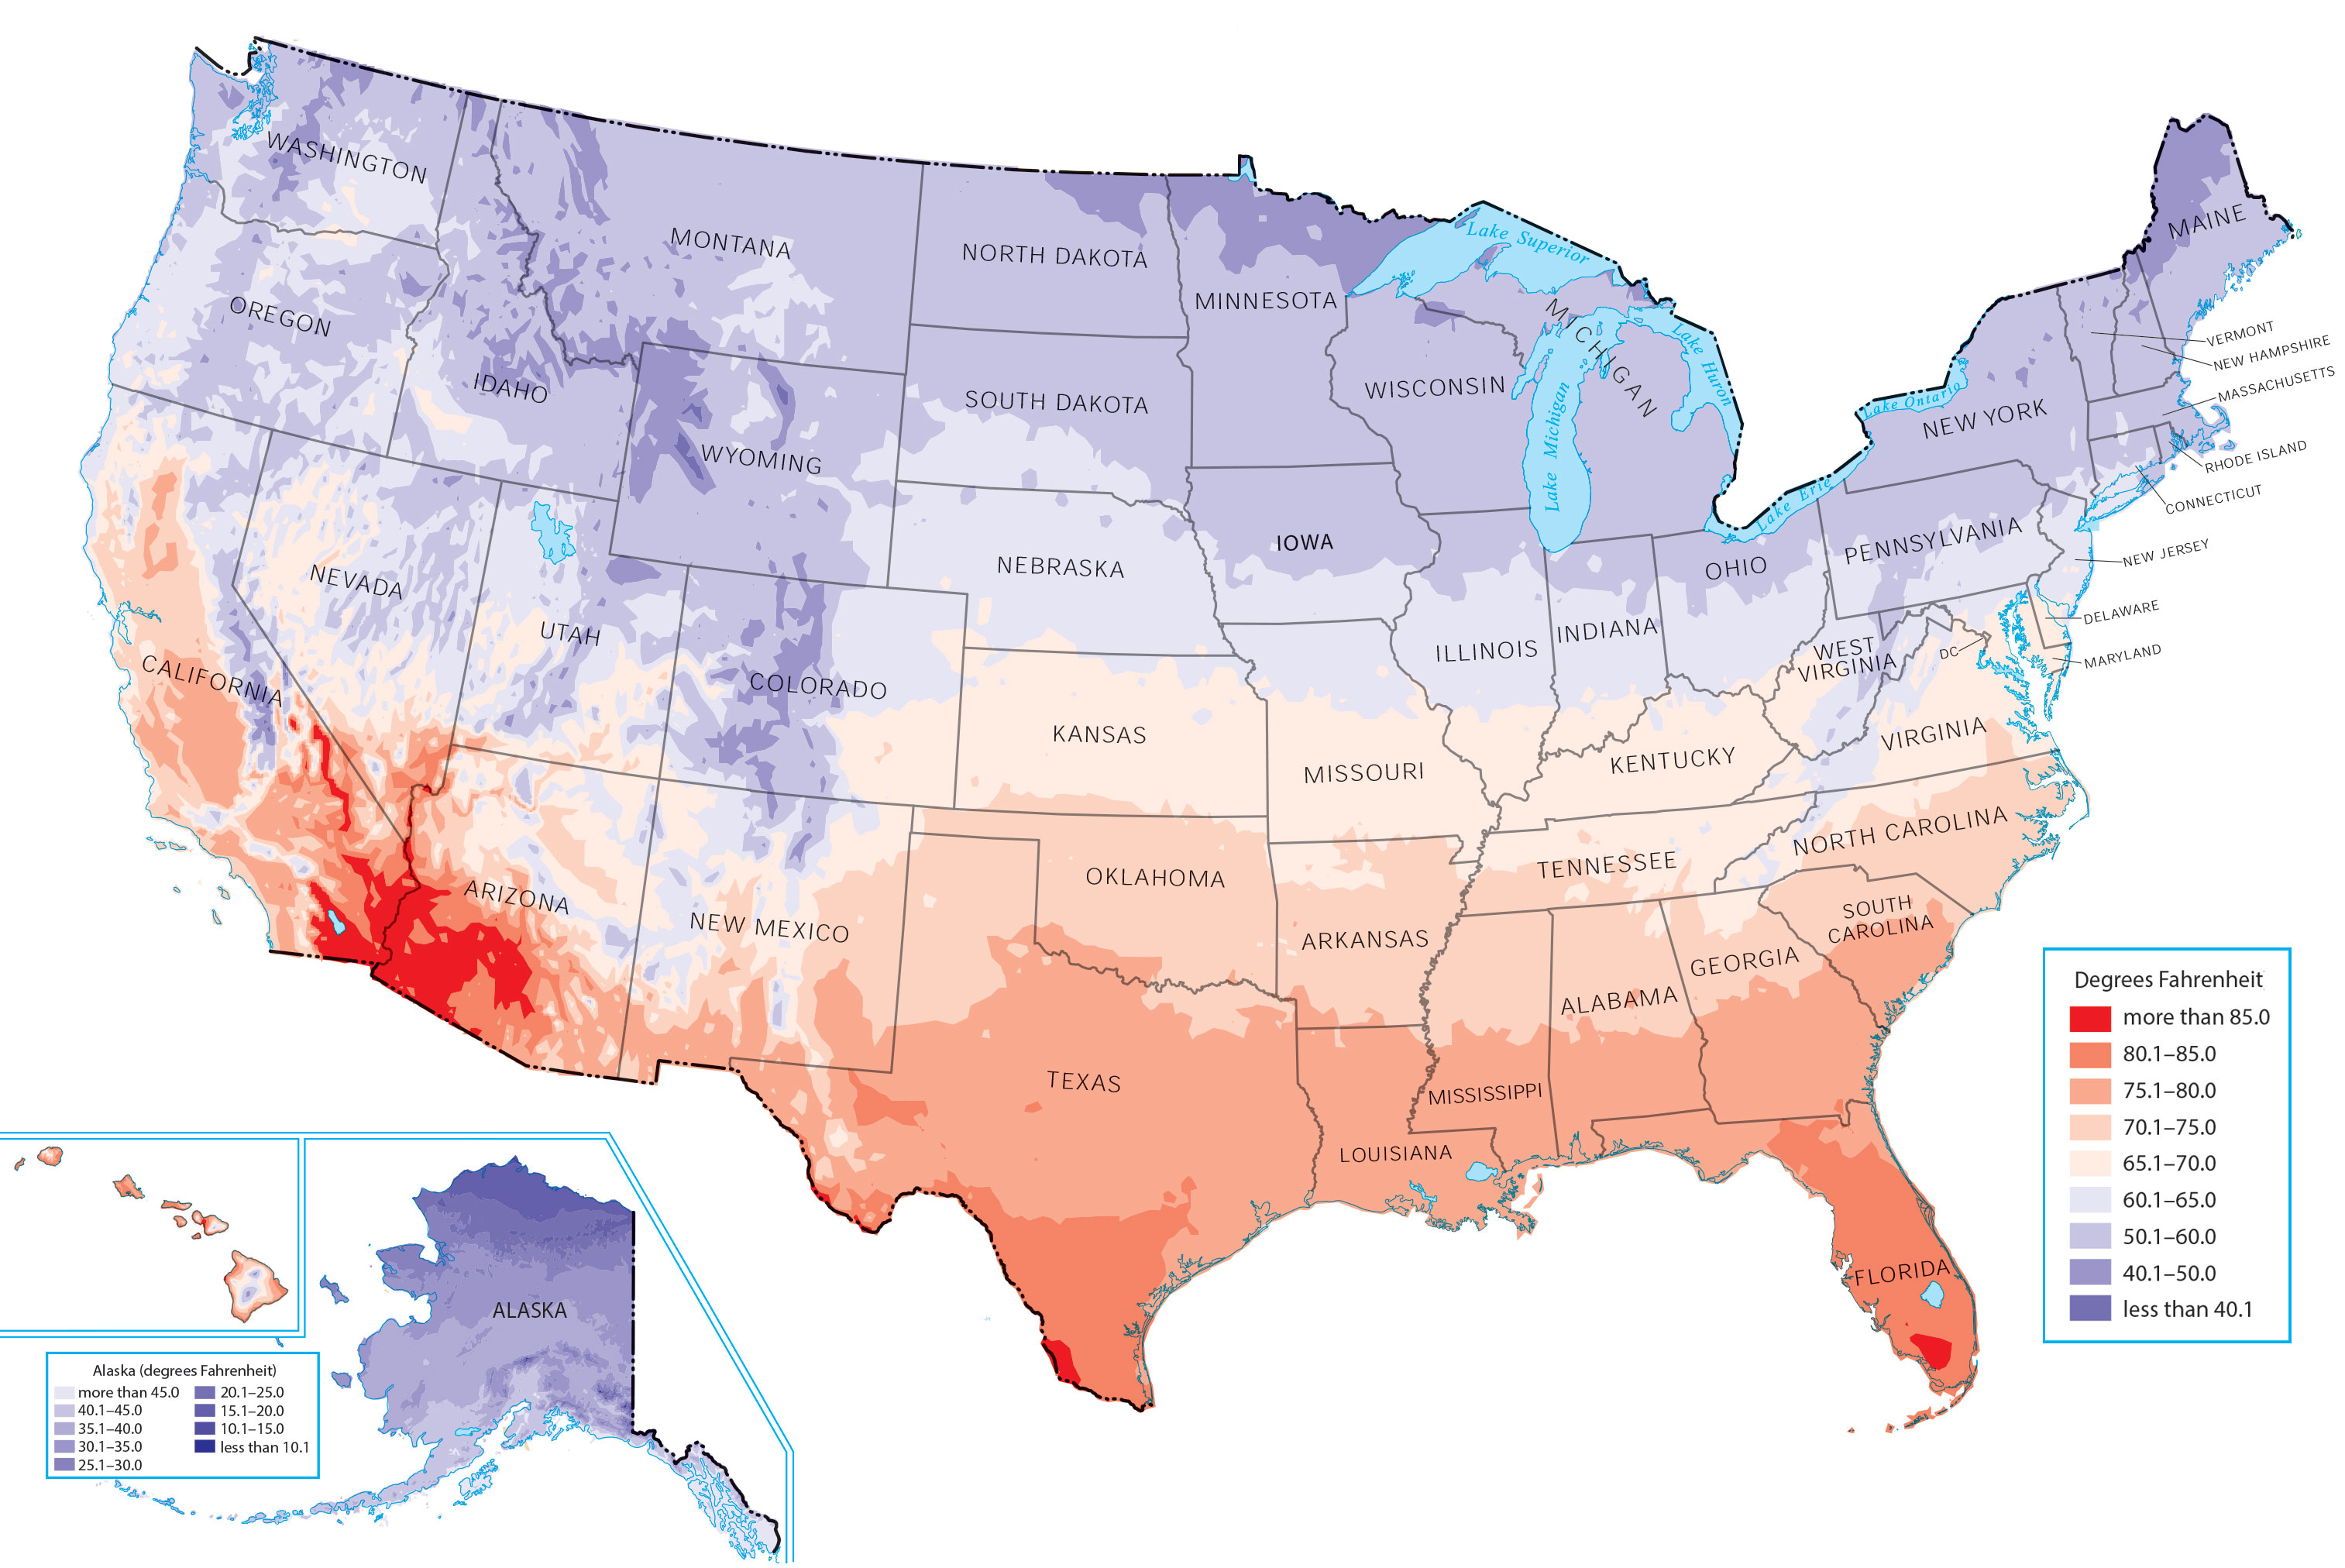 WASHINGTON
MONTANA
NORTH DAKOTA
MINNESOTA
Lake Superior
MAINE
OREGON
IDAHO
WYOMING
SOUTH DAKOTA
WISCONSIN
MICHIGAN
Lake Huron
Lake Michigan
Lake Ontario
Lake Erie
NEW YORK
VERMONT
NEW HAMPSHIRE
MASSACHUSETTS
RHODE ISLAND
CONNECTICUT
NEVADA
UTAH
NEBRASKA
IOWA
ILLINOIS
INDIANA
OHIO
PENNSYLVANIA
NEW JERSEY
DELAWARE
MARYLAND
DC
CALIFORNIA
COLORADO
KANSAS
MISSOURI
KENTUCKY
WEST
VIRGINIA
VIRGINIA
ARIZONA
NEW MEXICO
OKLAHOMA
ARKANSAS
TENNESSEE
NORTH CAROLINA
SOUTH
CAROLINA
TEXAS
LOUISIANA
MISSISSIPPI
ALABAMA
GEORGIA
FLORIDA
ALASKA
Degrees Fahrenheit
more than 85.0
80.1–85.0
75.1–80.0
70.1–75.0
65.1–70.0
60.1–65.0
50.1–60.0
40.1–50.0
less than 40.1
Alaska (degrees Fahrenheit)
more than 45.0
40.1–45.0
35.1–40.0
30.1–35.0
25.1–30.0
20.1–25.0
15.1–20.0
10.1–15.0
less than 10.1